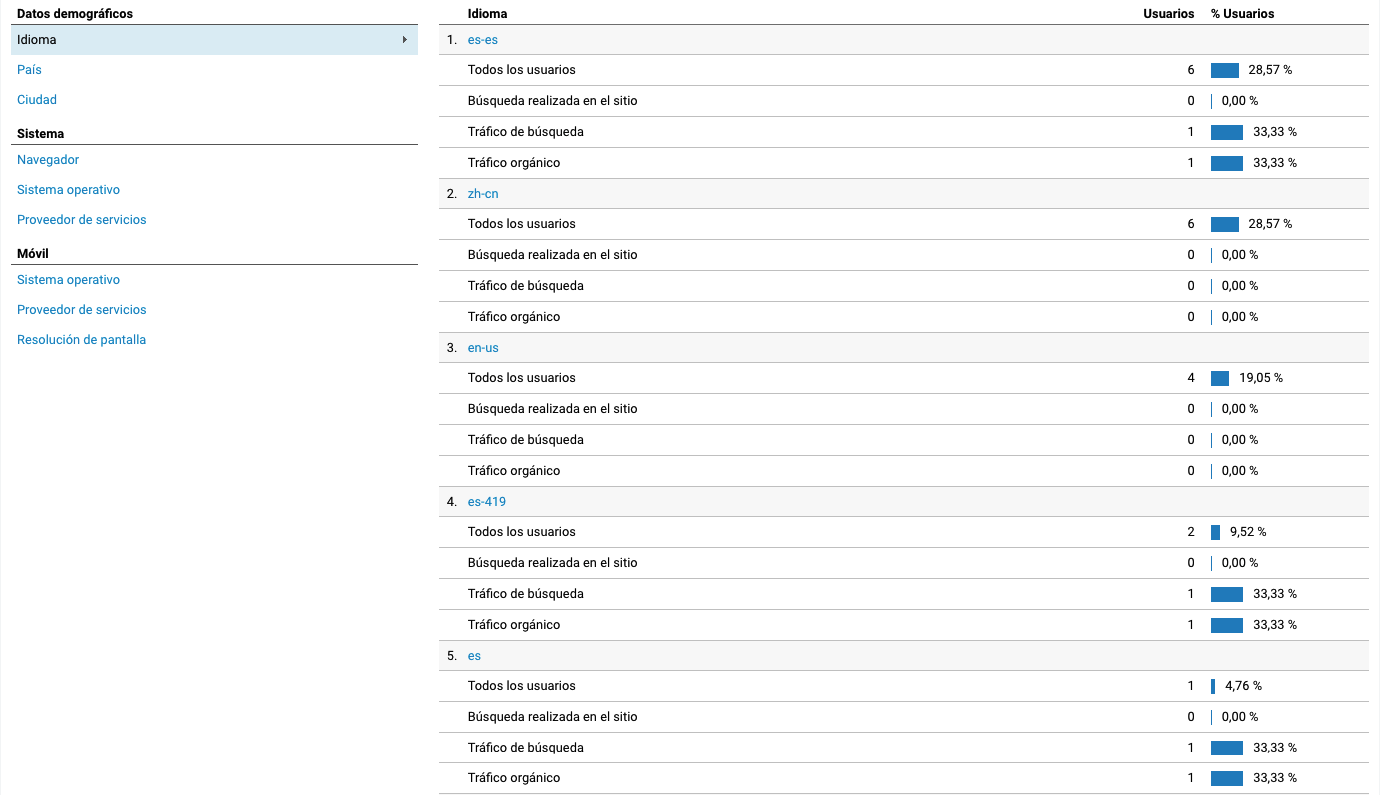 Datos demográficos
Idioma
País
Ciudad
Sistema
Navegador
Sistema operativo
Proveedor de servicios
Móvil
Sistema operativo
Proveedor de servicios
Resolución de pantalla
Idioma Usuarios % Usuarios
1. es-es
Todos los usuarios 6 28,57 %
Búsqueda realizada en el sitio 0 0,00 %
Tráfico de búsqueda 1 33,33 %
Tráfico orgánico 1 33,33 %
2. zh-cn
Todos los usuarios 6 28,57 %
Búsqueda realizada en el sitio 0 0,00 %
Tráfico de búsqueda 0 0,00 %
Tráfico orgánico 0 0,00 %
3. en-us
Todos los usuarios 4 19,05 %
Búsqueda realizada en el sitio 0 0,00 %
Tráfico de búsqueda 0 0,00 %
Tráfico orgánico 0 0,00 %
4. es-419
Todos los usuarios 2 9,52 %
Búsqueda realizada en el sitio 0 0,00 %
Tráfico de búsqueda 1 33,33 %
Tráfico orgánico 1 33,33 %
5. es
Todos los usuarios 1 4,76 %
Búsqueda realizada en el sitio 0 0,00 %
Tráfico de búsqueda 1 33,33 %
Tráfico orgánico 1 33,33 %